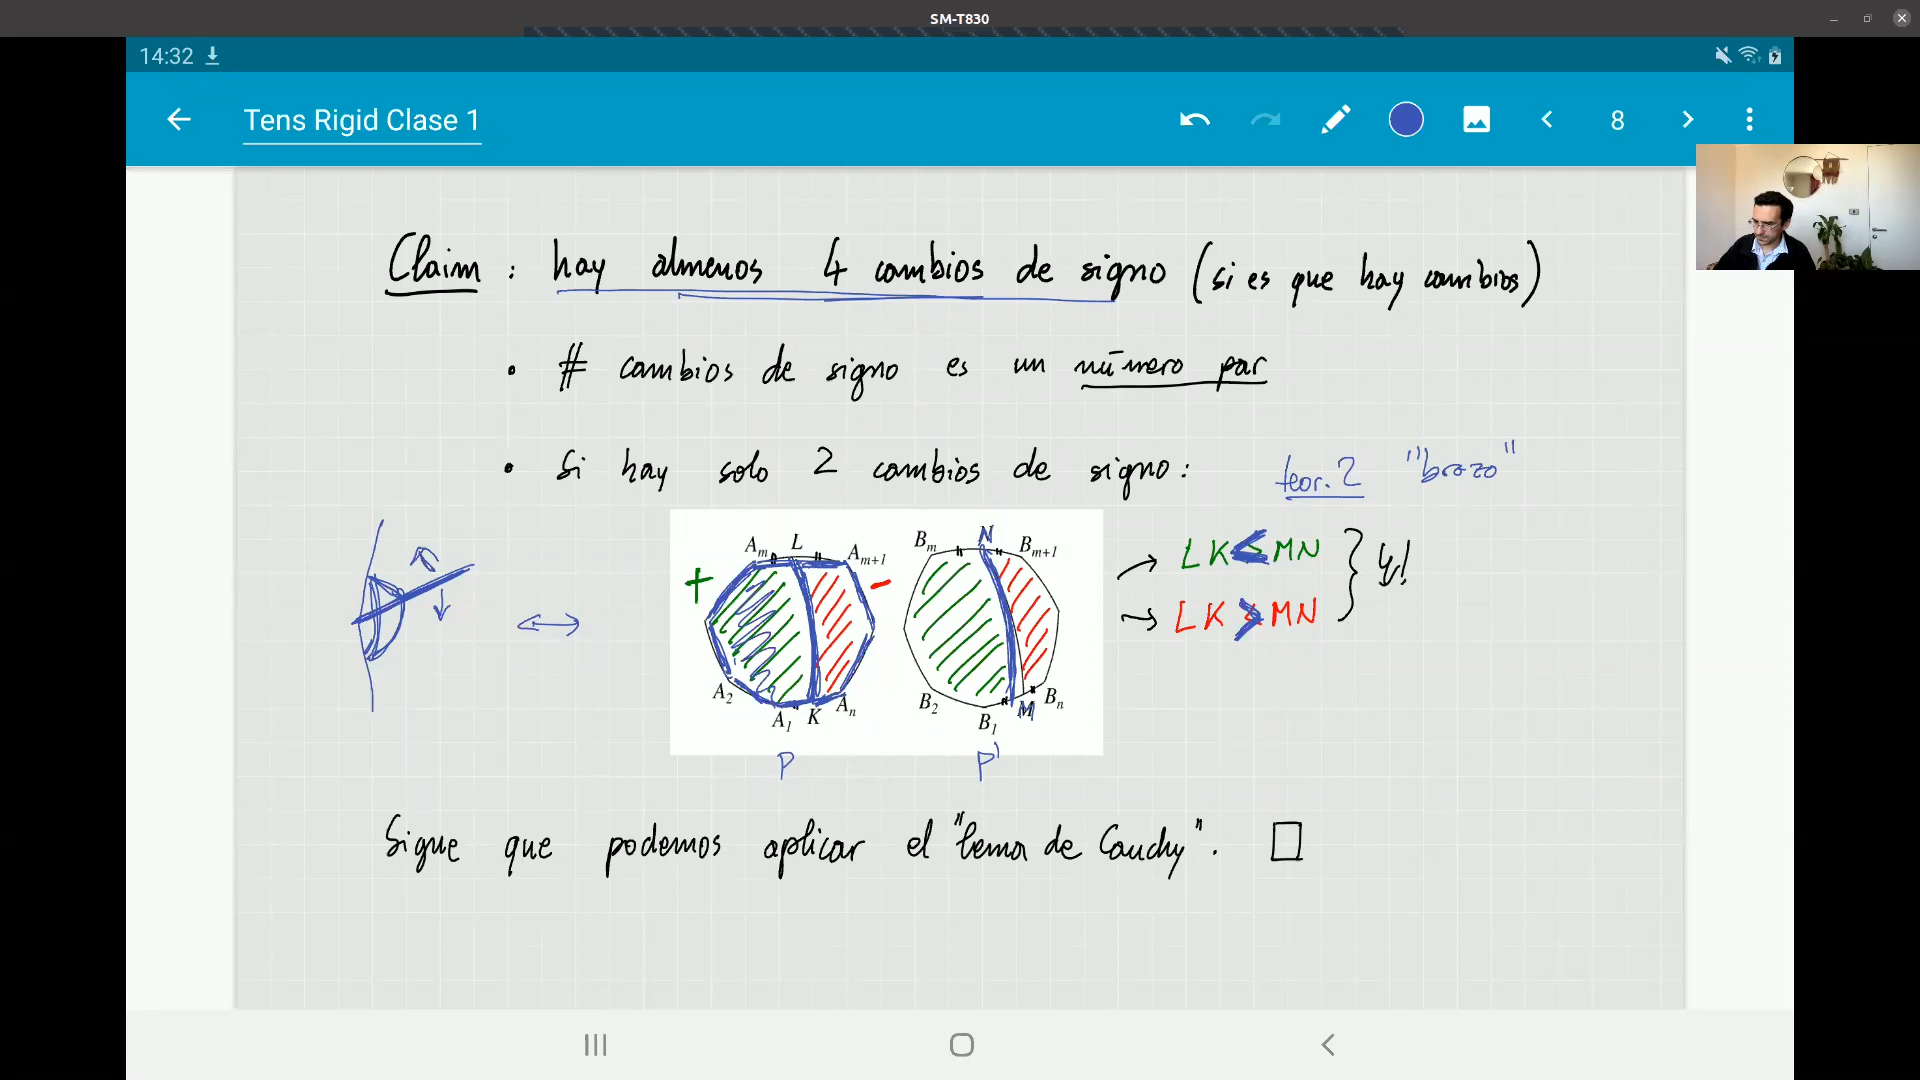 SM-T830
14:32
Tens Rigid Clase 1
8
Claim : hay almenos 4 cambios de signo (si es que hay cambios)
• # cambios de signo es un número par
• Si hay solo 2 cambios de signo : teor. 2 "brazo"
A_m L A_{m+1} B_m N B_{m+1}
+ -
→ LK < MN
→ LK > MN
↔
A_2 A_1 K A_n B_2 B_1 M B_n
P P'
Sigue que podemos aplicar el "lema de Cauchy". □